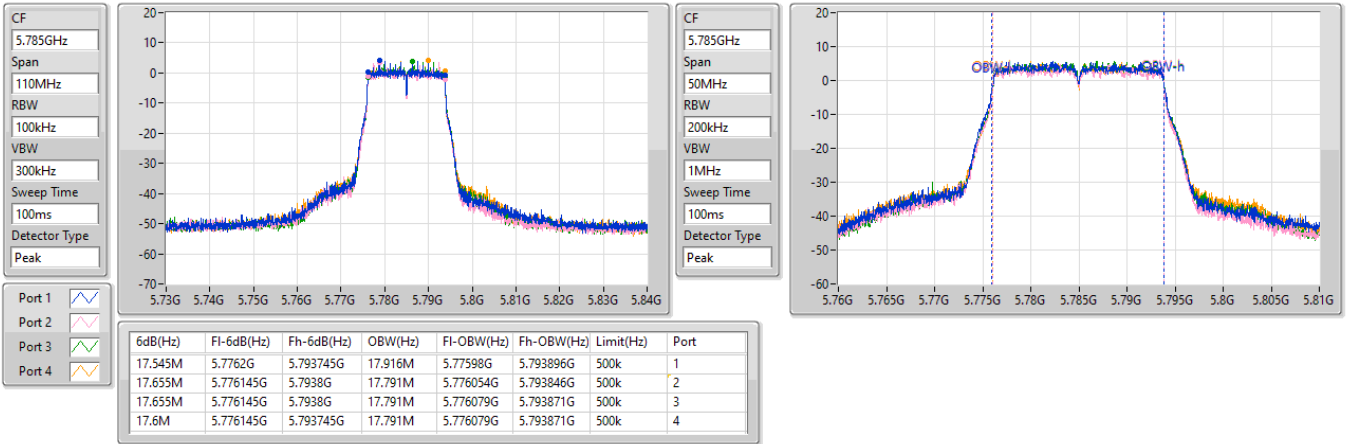 CF
5.785GHz
Span
110MHz
RBW
100kHz
VBW
300kHz
Sweep Time
100ms
Detector Type
Peak
20-
10-
0-
-10-
-20-
-30-
-40-
-50-
-60-
-70-
5.73G 5.74G 5.75G 5.76G 5.77G 5.78G 5.79G 5.8G 5.81G 5.82G 5.83G 5.84G
CF
5.785GHz
Span
50MHz
RBW
200kHz
VBW
1MHz
Sweep Time
100ms
Detector Type
Peak
20-
10-
0-
-10-
-20-
-30-
-40-
-50-
-60-
OBW-l OBW-h
5.76G 5.765G 5.77G 5.775G 5.78G 5.785G 5.79G 5.795G 5.8G 5.805G 5.81G
Port 1
Port 2
Port 3
Port 4
6dB(Hz) Fl-6dB(Hz) Fh-6dB(Hz) OBW(Hz) Fl-OBW(Hz) Fh-OBW(Hz) Limit(Hz) Port
17.545M 5.7762G 5.793745G 17.916M 5.77598G 5.793896G 500k 1
17.655M 5.776145G 5.7938G 17.791M 5.776054G 5.793846G 500k 2
17.655M 5.776145G 5.7938G 17.791M 5.776079G 5.793871G 500k 3
17.6M 5.776145G 5.793745G 17.791M 5.776079G 5.793871G 500k 4